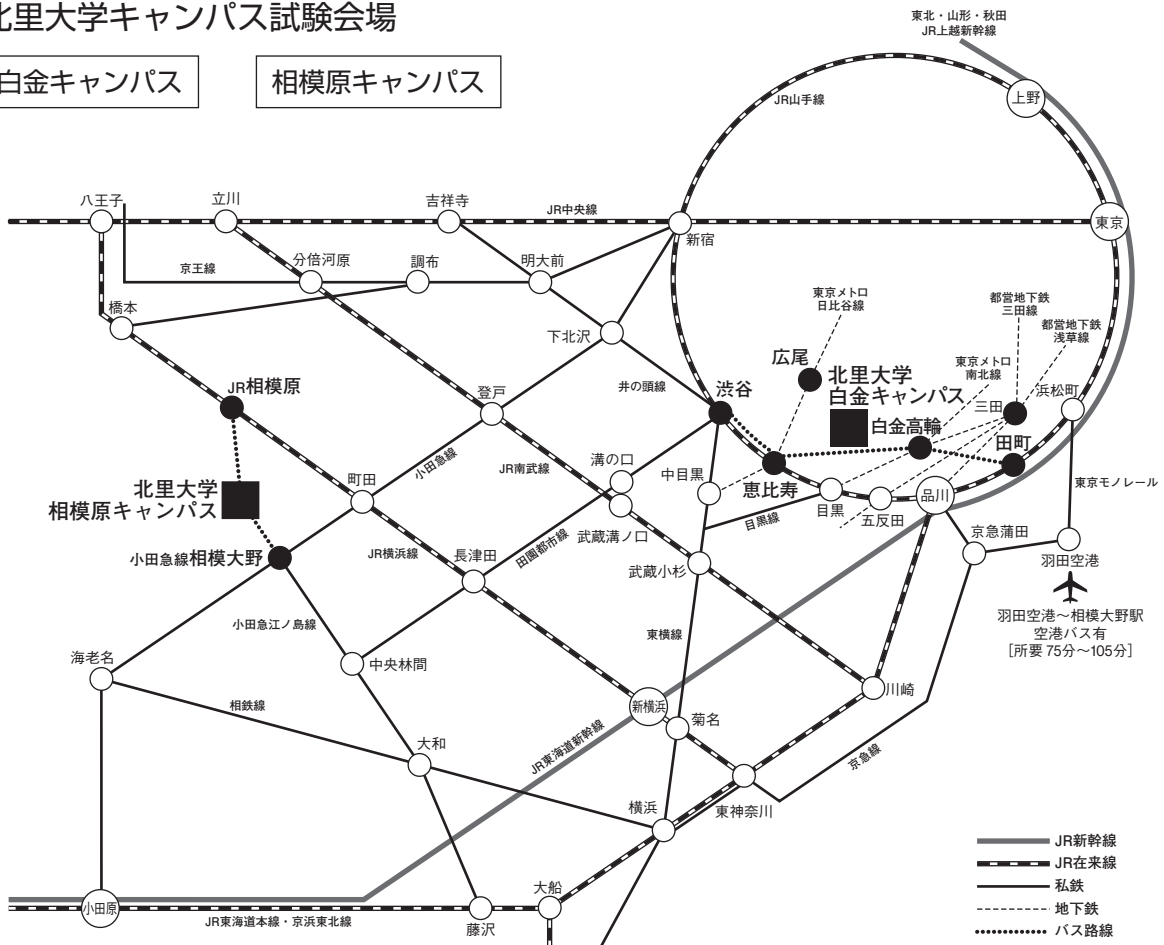 北里大学キャンパス試験会場
白金キャンパス
相模原キャンパス
東北・山形・秋田
JR上越新幹線
JR山手線
上野
八王子
立川
吉祥寺
JR中央線
新宿
東京
京王線
分倍河原
調布
明大前
橋本
下北沢
東京メトロ
日比谷線
都営地下鉄
三田線
都営地下鉄
浅草線
東京メトロ
南北線
広尾
北里大学
白金キャンパス
白金高輪
三田
浜松町
田町
JR相模原
登戸
井の頭線
渋谷
恵比寿
小田急線
JR南武線
溝の口
中目黒
目黒
五反田
品川
東京モノレール
北里大学
相模原キャンパス
町田
武蔵溝ノ口
目黒線
京急蒲田
羽田空港
小田急線相模大野
JR横浜線
長津田
田園都市線
武蔵小杉
羽田空港〜相模大野駅
空港バス有
［所要 75分〜105分］
小田急江ノ島線
東横線
海老名
中央林間
相鉄線
新横浜
菊名
川崎
大和
JR東海道新幹線
京急線
横浜
東神奈川
小田原
JR東海道本線・京浜東北線
藤沢
大船
JR新幹線
JR在来線
私鉄
地下鉄
バス路線